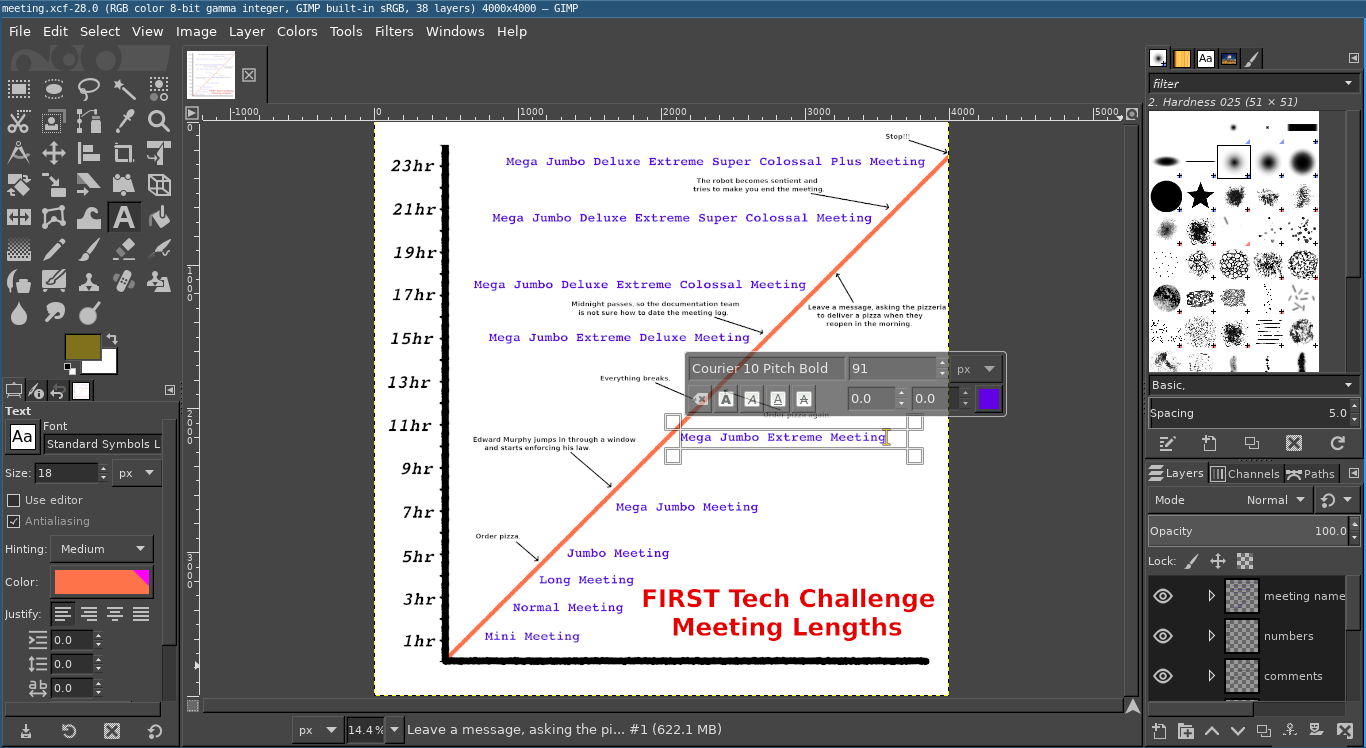 meeting.xcf-28.0 (RGB color 8-bit gamma integer, GIMP built-in sRGB, 38 layers) 4000x4000 – GIMP
File Edit Select View Image Layer Colors Tools Filters Windows Help
-1000 0 1000 2000 3000 4000 5000
0
1000
2000
3000
Stop!!!
23hr
Mega Jumbo Deluxe Extreme Super Colossal Plus Meeting
The robot becomes sentient and
tries to make you end the meeting.
21hr
Mega Jumbo Deluxe Extreme Super Colossal Meeting
19hr
Mega Jumbo Deluxe Extreme Colossal Meeting
17hr
Midnight passes, so the documentation team
is not sure how to date the meeting log.
Leave a message, asking the pizzeria
to deliver a pizza when they
reopen in the morning.
15hr
Mega Jumbo Extreme Deluxe Meeting
Courier 10 Pitch Bold 91 px
0.0 0.0
13hr
Everything breaks.
Order pizza again.
11hr
Mega Jumbo Extreme Meeting
Edward Murphy jumps in through a window
and starts enforcing his law.
9hr
7hr
Mega Jumbo Meeting
Order pizza.
5hr
Jumbo Meeting
Long Meeting
3hr
Normal Meeting
FIRST Tech Challenge
Meeting Lengths
1hr
Mini Meeting
Text
Aa
Font
Standard Symbols L
Size: 18 px
Use editor
Antialiasing
Hinting: Medium
Color:
Justify:
0.0
0.0
0.0
px 14.4% Leave a message, asking the pi... #1 (622.1 MB)
Aa
filter
2. Hardness 025 (51 × 51)
Basic,
Spacing 5.0
Layers Channels Paths
Mode Normal
Opacity 100.0
Lock:
meeting name
numbers
comments